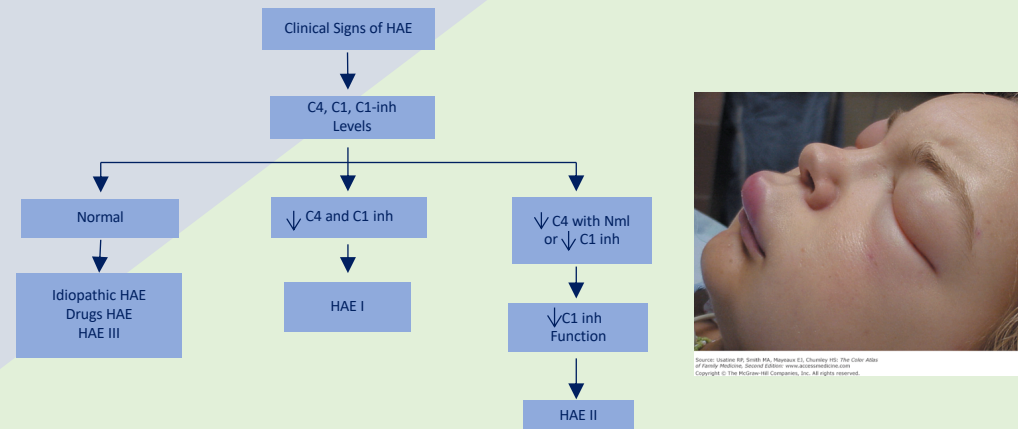 Clinical Signs of HAE
C4, C1, C1-inh
Levels
Normal
↓ C4 and C1 inh
↓ C4 with Nml
or ↓ C1 inh
Idiopathic HAE
Drugs HAE
HAE III
HAE I
↓C1 inh
Function
HAE II
Source: Usatine RP, Smith MA, Mayeaux EJ, Chumley HS: The Color Atlas
of Family Medicine, Second Edition: www.accessmedicine.com
Copyright © The McGraw-Hill Companies, Inc. All rights reserved.